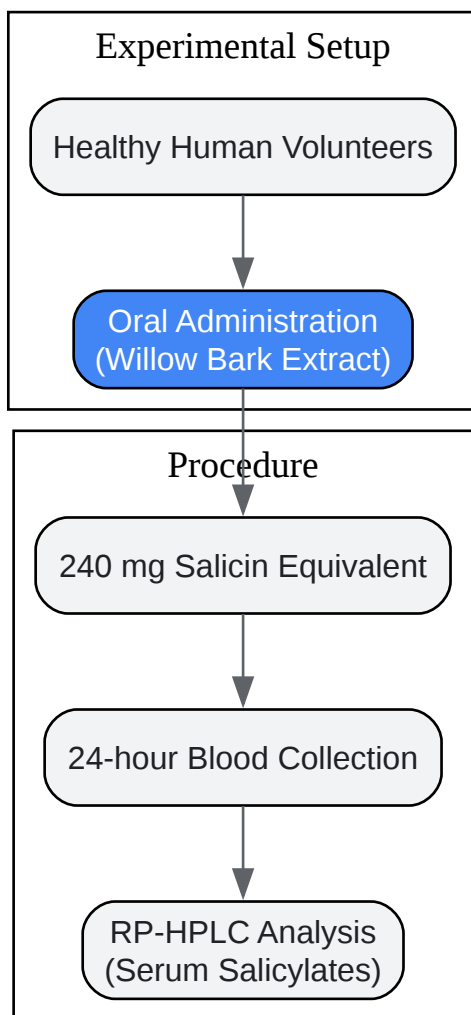 Experimental Setup
Healthy Human Volunteers
Oral Administration
(Willow Bark Extract)
Procedure
240 mg Salicin Equivalent
24-hour Blood Collection
RP-HPLC Analysis
(Serum Salicylates)